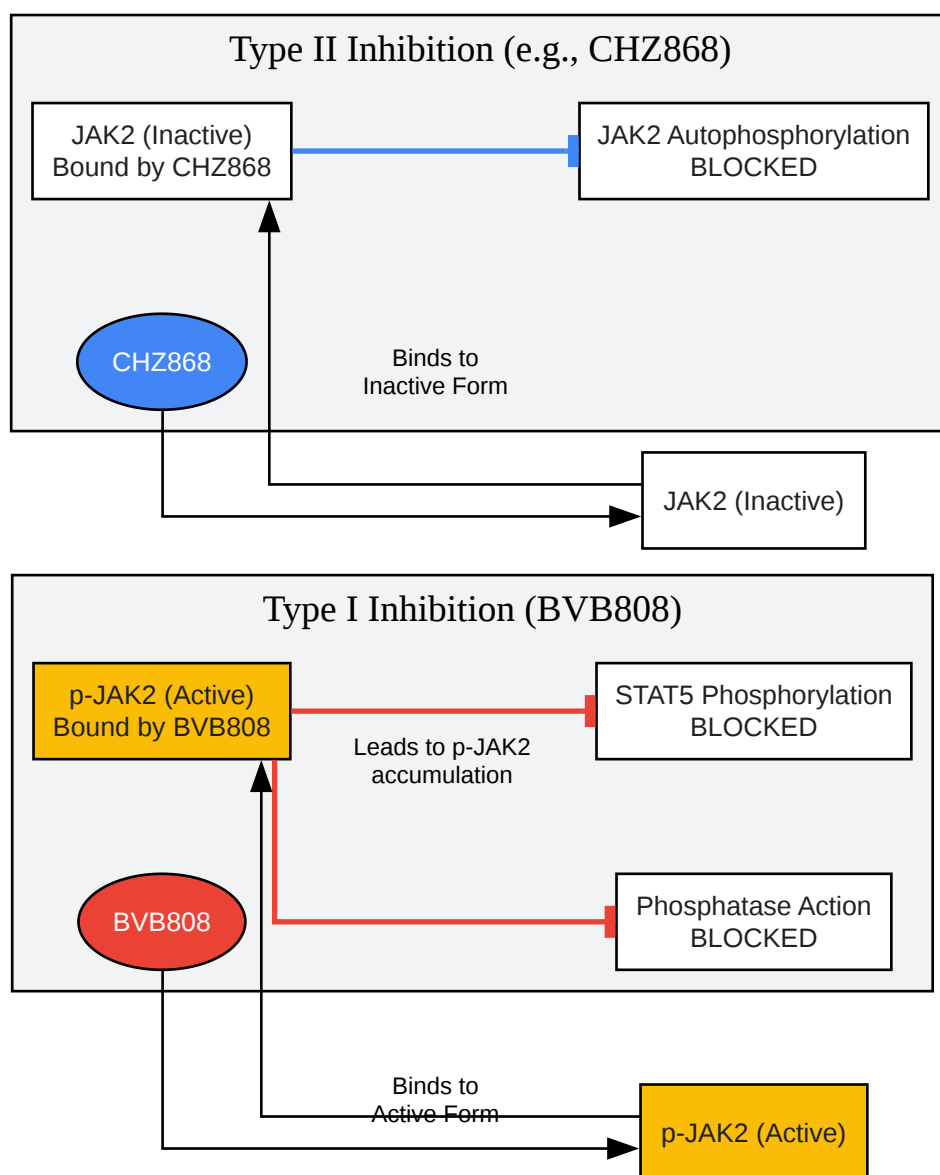 Type II Inhibition (e.g., CHZ868)
JAK2 (Inactive)
Bound by CHZ868
JAK2 Autophosphorylation
BLOCKED
CHZ868
Binds to
Inactive Form
JAK2 (Inactive)
Type I Inhibition (BVB808)
p-JAK2 (Active)
Bound by BVB808
STAT5 Phosphorylation
BLOCKED
Leads to p-JAK2
accumulation
BVB808
Phosphatase Action
BLOCKED
Binds to
Active Form
p-JAK2 (Active)